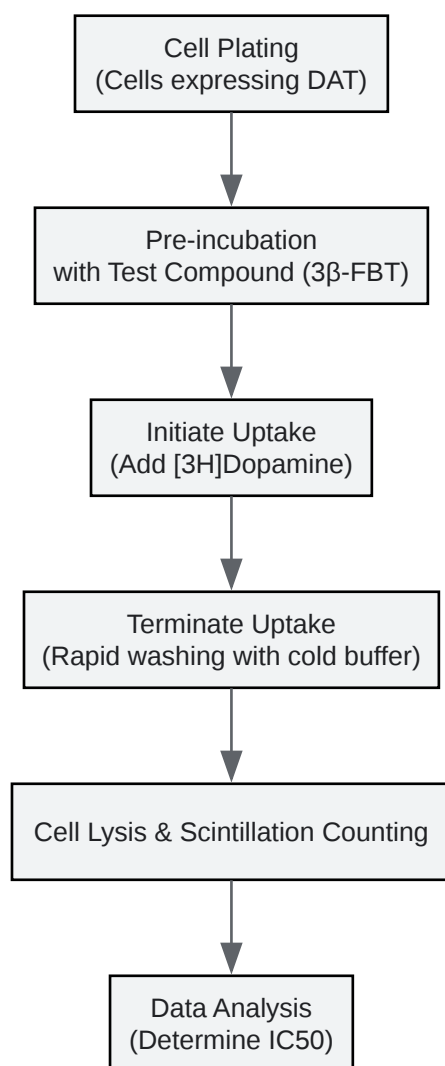 Cell Plating
(Cells expressing DAT)
Pre-incubation
with Test Compound (3β-FBT)
Initiate Uptake
(Add [3H]Dopamine)
Terminate Uptake
(Rapid washing with cold buffer)
Cell Lysis & Scintillation Counting
Data Analysis
(Determine IC50)